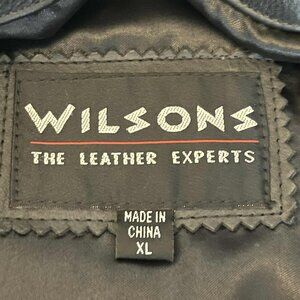 WILSONS
THE LEATHER EXPERTS
MADE IN
CHINA
XL